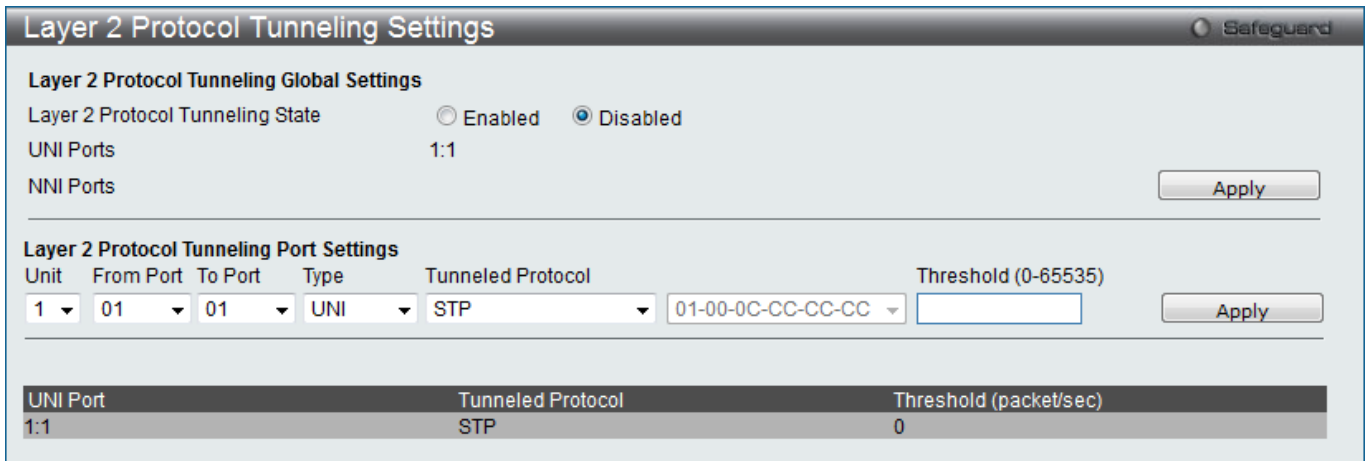 Layer 2 Protocol Tunneling Settings Safeguard
Layer 2 Protocol Tunneling Global Settings
Layer 2 Protocol Tunneling State Enabled Disabled
UNI Ports 1:1
NNI Ports Apply
Layer 2 Protocol Tunneling Port Settings
Unit From Port To Port Type Tunneled Protocol Threshold (0-65535)
1 01 01 UNI STP 01-00-0C-CC-CC-CC Apply
UNI Port Tunneled Protocol Threshold (packet/sec)
1:1 STP 0